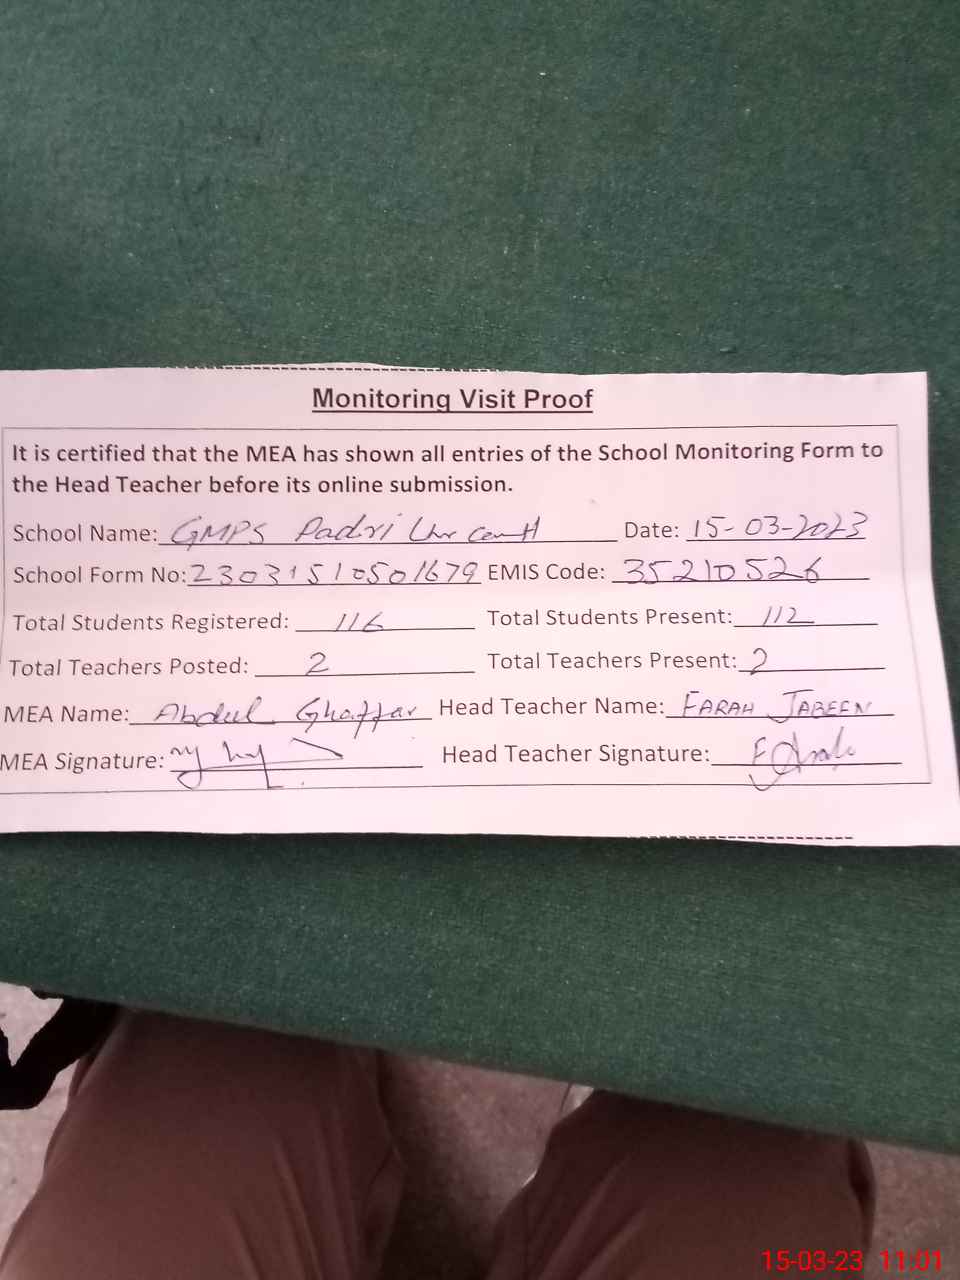 Monitoring Visit Proof
It is certified that the MEA has shown all entries of the School Monitoring Form to
the Head Teacher before its online submission.
School Name: GMPS Padri Lhr Cantt Date: 15-03-2023
School Form No: 23031510501679 EMIS Code: 35210526
Total Students Registered: 116 Total Students Present: 112
Total Teachers Posted: 2 Total Teachers Present: 2
MEA Name: Abdul Ghaffar Head Teacher Name: FARAH JABEEN
MEA Signature: Head Teacher Signature:
15-03-23 11:01